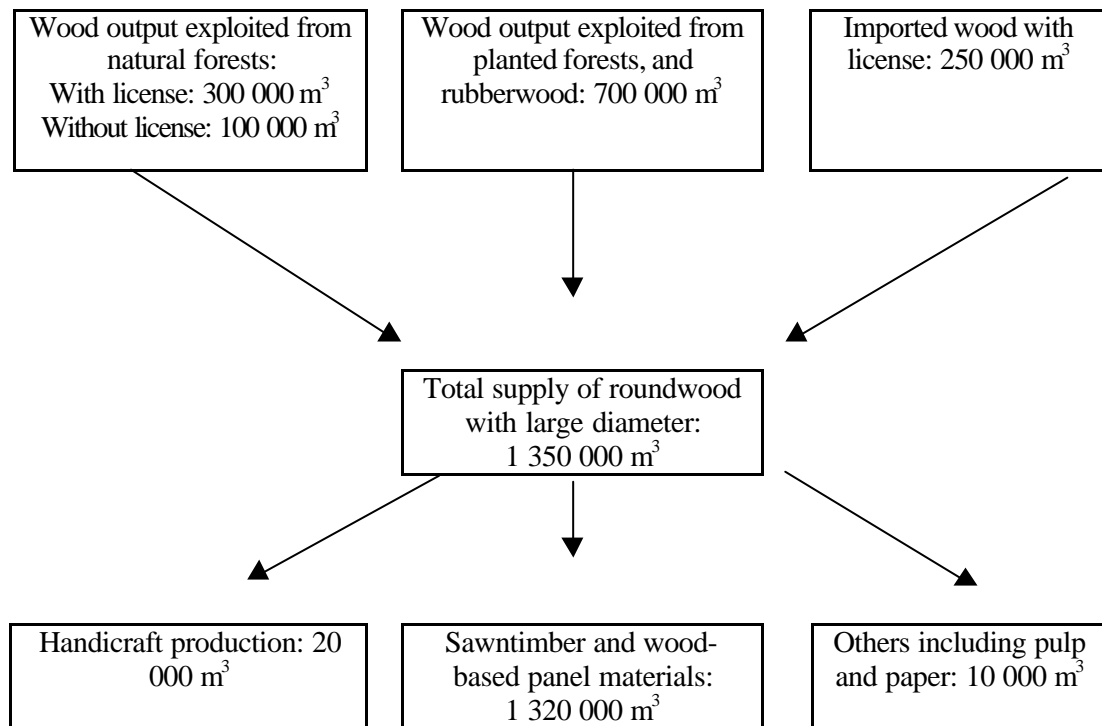 Wood output exploited from
natural forests:
With license: 300 000 m³
Without license: 100 000 m³
Wood output exploited from
planted forests, and
rubberwood: 700 000 m³
Imported wood with
license: 250 000 m³
Total supply of roundwood
with large diameter:
1 350 000 m³
Handicraft production: 20
000 m³
Sawntimber and wood-
based panel materials:
1 320 000 m³
Others including pulp
and paper: 10 000 m³